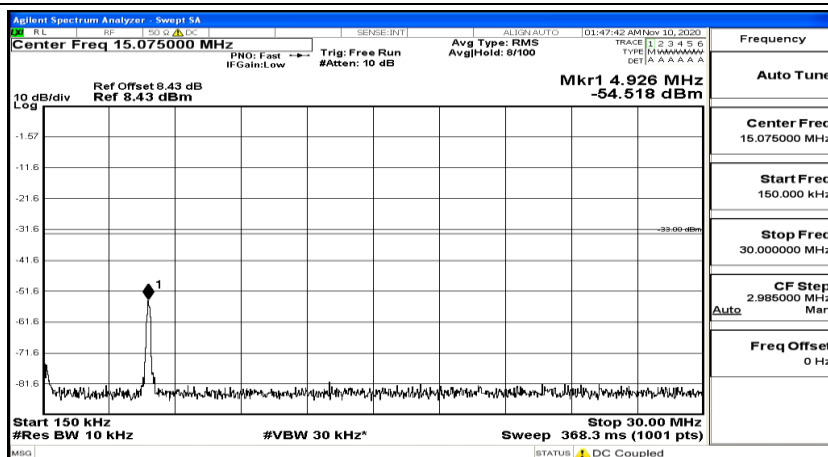 Agilent Spectrum Analyzer - Swept SA
LXI RL RF 50 Ω DC SENSE:INT ALIGN AUTO 01:47:42 AM Nov 10, 2020
Center Freq 15.075000 MHz
PNO: Fast
IFGain:Low
Trig: Free Run
#Atten: 10 dB
Avg Type: RMS
Avg|Hold: 8/100
TRACE 1 2 3 4 5 6
TYPE M WWWWW
DET A A A A A A
Ref Offset 8.43 dB
10 dB/div Ref 8.43 dBm
Log
Mkr1 4.926 MHz
-54.518 dBm
-1.57
-11.6
-21.6
-31.6
-33.00 dBm
-41.6
-51.6
1
-61.6
-71.6
-81.6
Start 150 kHz
Stop 30.00 MHz
#Res BW 10 kHz
#VBW 30 kHz*
Sweep 368.3 ms (1001 pts)
MSG
STATUS DC Coupled
Frequency
Auto Tune
Center Freq
15.075000 MHz
Start Freq
150.000 kHz
Stop Freq
30.000000 MHz
CF Step
2.985000 MHz
Auto Man
Freq Offset
0 Hz